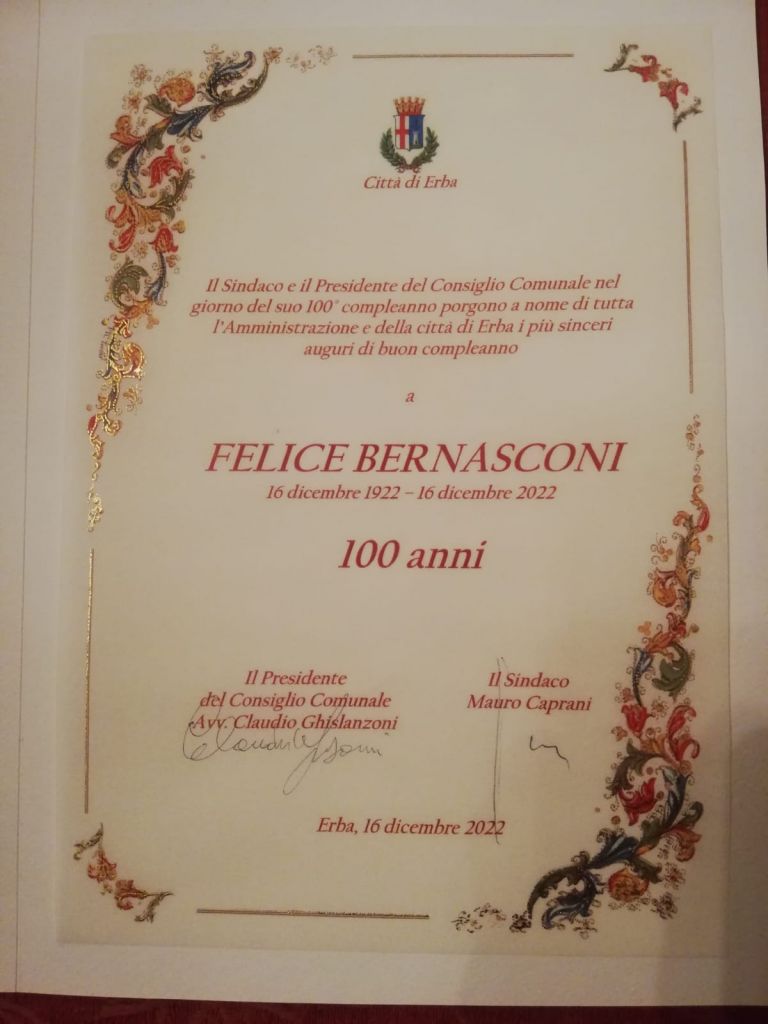 Città di Erba
Il Sindaco e il Presidente del Consiglio Comunale nel
giorno del suo 100° compleanno porgono a nome di tutta
l'Amministrazione e della città di Erba i più sinceri
auguri di buon compleanno
a
FELICE BERNASCONI
16 dicembre 1922 – 16 dicembre 2022
100 anni
Il Presidente
del Consiglio Comunale
Avv. Claudio Ghislanzoni
Il Sindaco
Mauro Caprani
Erba, 16 dicembre 2022